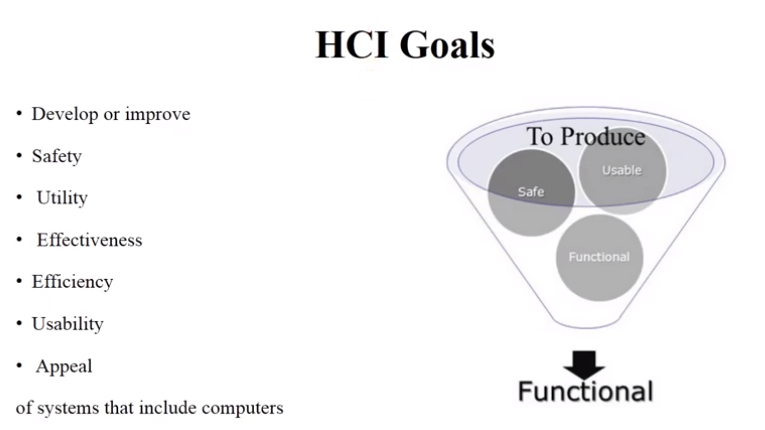 HCI Goals
• Develop or improve
• Safety
• Utility
• Effectiveness
• Efficiency
• Usability
• Appeal
of systems that include computers
To Produce
Usable
Safe
Functional
Functional